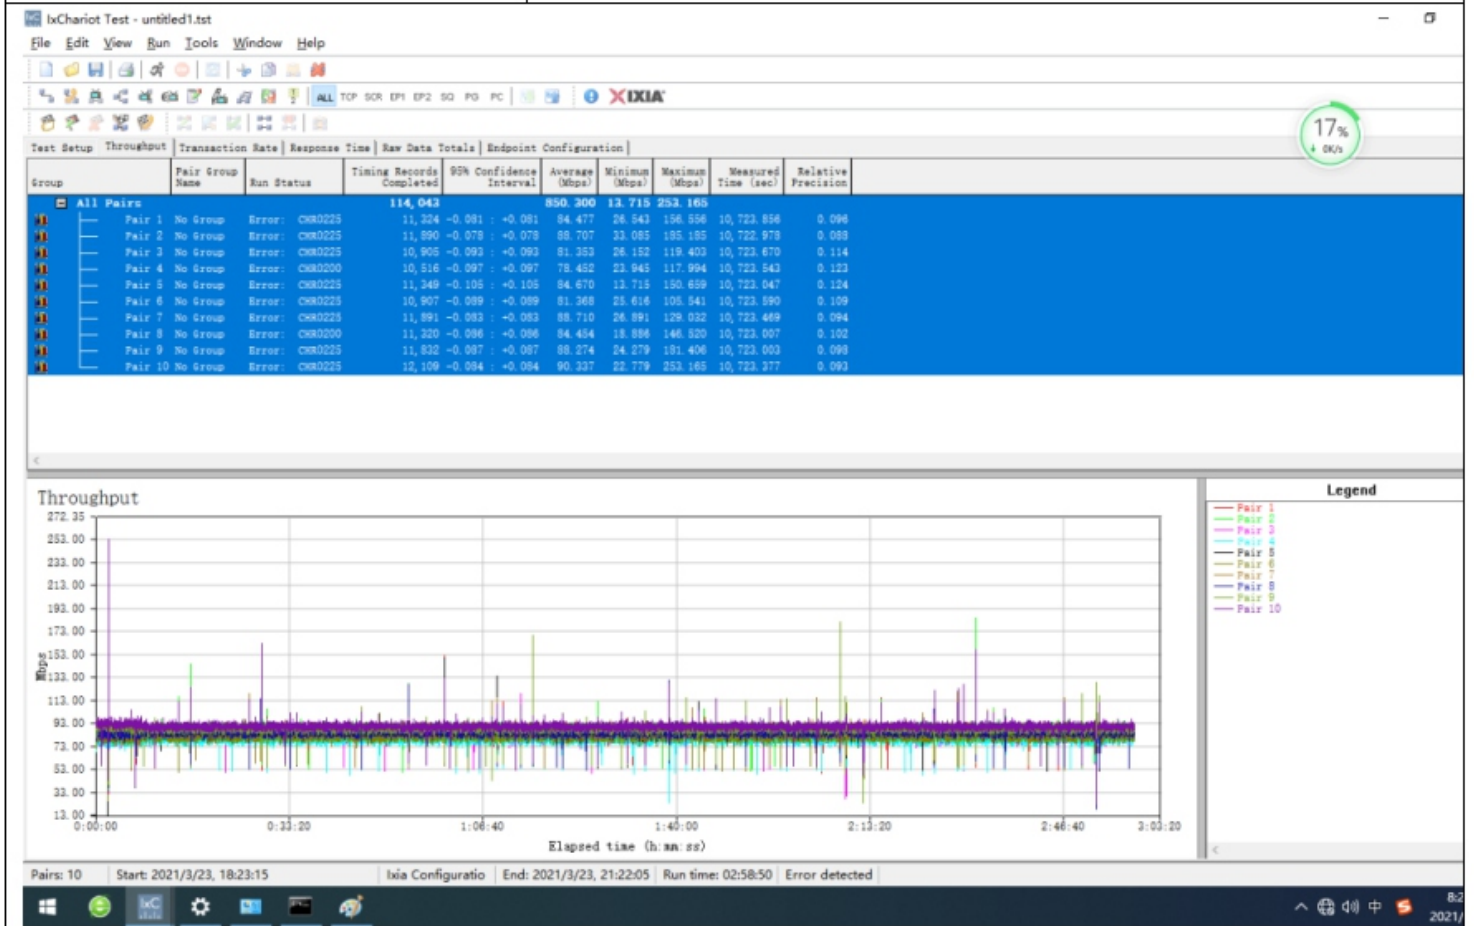 IxChariot Test - untitled1.tst
File Edit View Run Tools Window Help
ALL TCP SCR EP1 EP2 SQ PG PC IXIA
17%
0K/s
Test Setup Throughput Transaction Rate Response Time Raw Data Totals Endpoint Configuration
Group Pair Group Name Run Status Timing Records Completed 95% Confidence Interval Average (Mbps) Minimum (Mbps) Maximum (Mbps) Measured Time (sec) Relative Precision
All Pairs 114,043 850.300 13.715 253.165
Pair 1 No Group Error: CHR0225 11,324 -0.081 : +0.081 84.477 26.543 156.556 10,723.856 0.096
Pair 2 No Group Error: CHR0225 11,890 -0.078 : +0.078 88.707 33.085 185.185 10,722.978 0.088
Pair 3 No Group Error: CHR0225 10,905 -0.093 : +0.093 81.353 26.152 119.403 10,723.670 0.114
Pair 4 No Group Error: CHR0200 10,516 -0.097 : +0.097 78.452 23.945 117.994 10,723.543 0.123
Pair 5 No Group Error: CHR0225 11,349 -0.105 : +0.105 84.670 13.715 150.659 10,723.047 0.124
Pair 6 No Group Error: CHR0225 10,907 -0.089 : +0.089 81.368 25.616 105.541 10,723.590 0.109
Pair 7 No Group Error: CHR0225 11,891 -0.083 : +0.083 88.710 26.891 129.032 10,723.469 0.094
Pair 8 No Group Error: CHR0200 11,320 -0.086 : +0.086 84.454 18.886 146.520 10,723.007 0.102
Pair 9 No Group Error: CHR0225 11,832 -0.087 : +0.087 88.274 24.279 181.406 10,723.003 0.098
Pair 10 No Group Error: CHR0225 12,109 -0.084 : +0.084 90.337 22.779 253.165 10,723.377 0.093
Throughput
Mbps
272.35
253.00
233.00
213.00
193.00
173.00
153.00
133.00
113.00
93.00
73.00
53.00
33.00
13.00
0:00:00 0:33:20 1:06:40 1:40:00 2:13:20 2:46:40 3:03:20
Elapsed time (h:mm:ss)
Legend
Pair 1
Pair 2
Pair 3
Pair 4
Pair 5
Pair 6
Pair 7
Pair 8
Pair 9
Pair 10
Pairs: 10 Start: 2021/3/23, 18:23:15 Ixia Configuratio End: 2021/3/23, 21:22:05 Run time: 02:58:50 Error detected
IxC
中
8:2
2021/